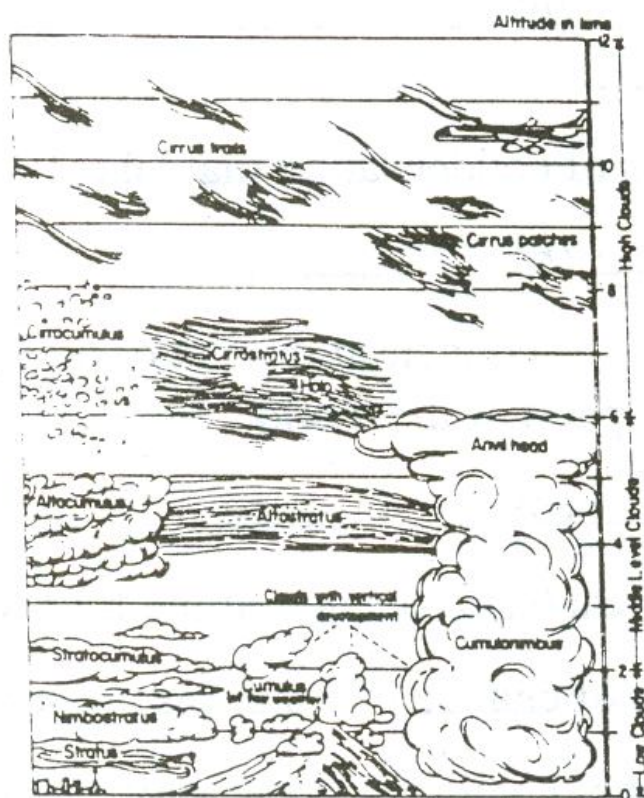 Altitude in kms
12
Cirrus trails
10
Cirrus patches
8
Cirrocumulus
Cirrostratus
Halo
6
Anvil head
Altocumulus
Altostratus
4
Clouds with vertical
development
Stratocumulus
Cumulonimbus
2
Cumulus
(of fair weather)
Nimbostratus
Stratus
0
High Clouds
Middle Level Clouds
Low Clouds